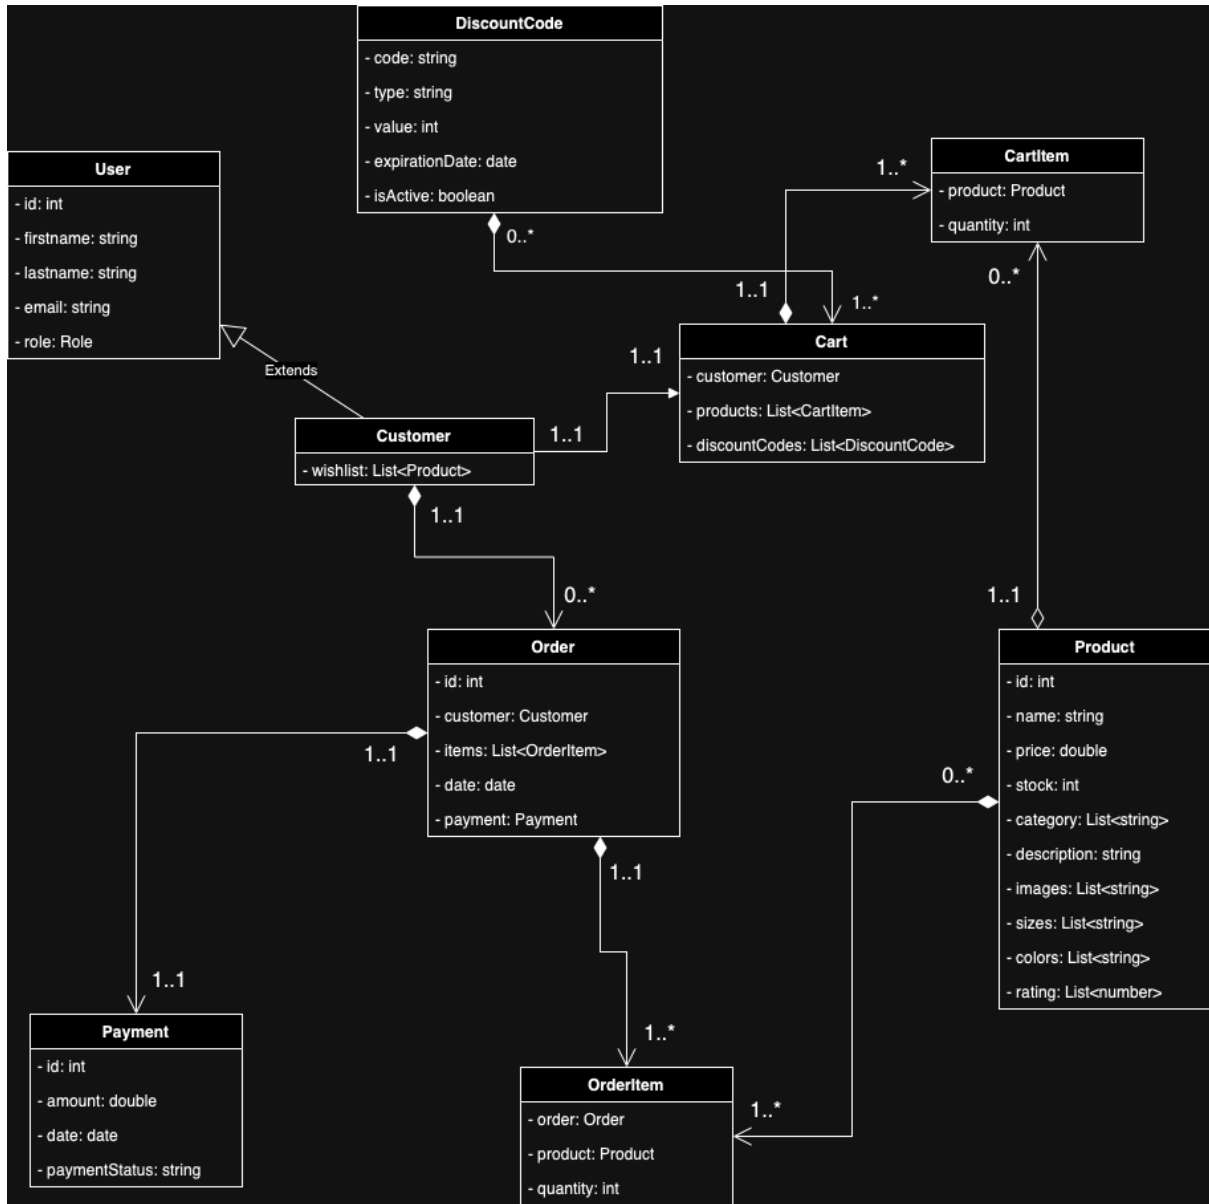 DiscountCode
- code: string
- type: string
- value: int
- expirationDate: date
- isActive: boolean
0..*
User
- id: int
- firstname: string
- lastname: string
- email: string
- role: Role
Extends
CartItem
- product: Product
- quantity: int
1..*
0..*
1..1
1..*
Cart
- customer: Customer
- products: List<CartItem>
- discountCodes: List<DiscountCode>
1..1
1..1
Customer
- wishlist: List<Product>
1..1
0..*
Order
- id: int
- customer: Customer
- items: List<OrderItem>
- date: date
- payment: Payment
1..1
1..1
1..1
Product
- id: int
- name: string
- price: double
- stock: int
- category: List<string>
- description: string
- images: List<string>
- sizes: List<string>
- colors: List<string>
- rating: List<number>
0..*
1..1
Payment
- id: int
- amount: double
- date: date
- paymentStatus: string
1..*
OrderItem
- order: Order
- product: Product
- quantity: int
1..*